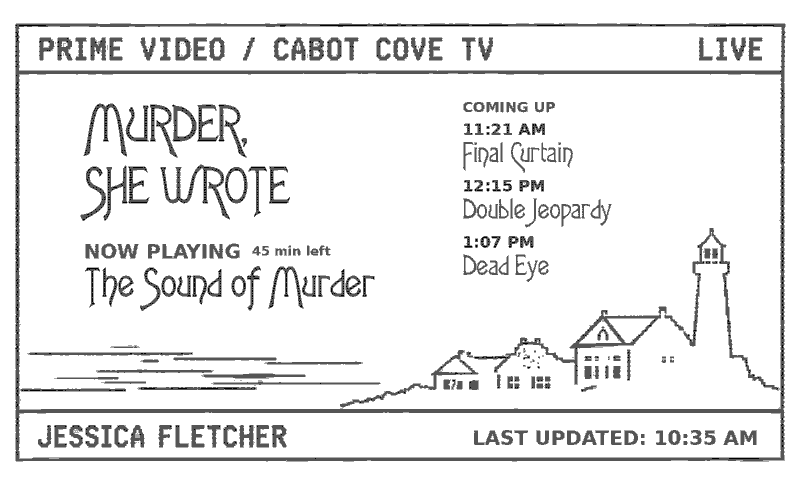 PRIME VIDEO / CABOT COVE TV
LIVE
MURDER,
SHE WROTE
NOW PLAYING 45 min left
The Sound of Murder
COMING UP
11:21 AM
Final Curtain
12:15 PM
Double Jeopardy
1:07 PM
Dead Eye
JESSICA FLETCHER
LAST UPDATED: 10:35 AM